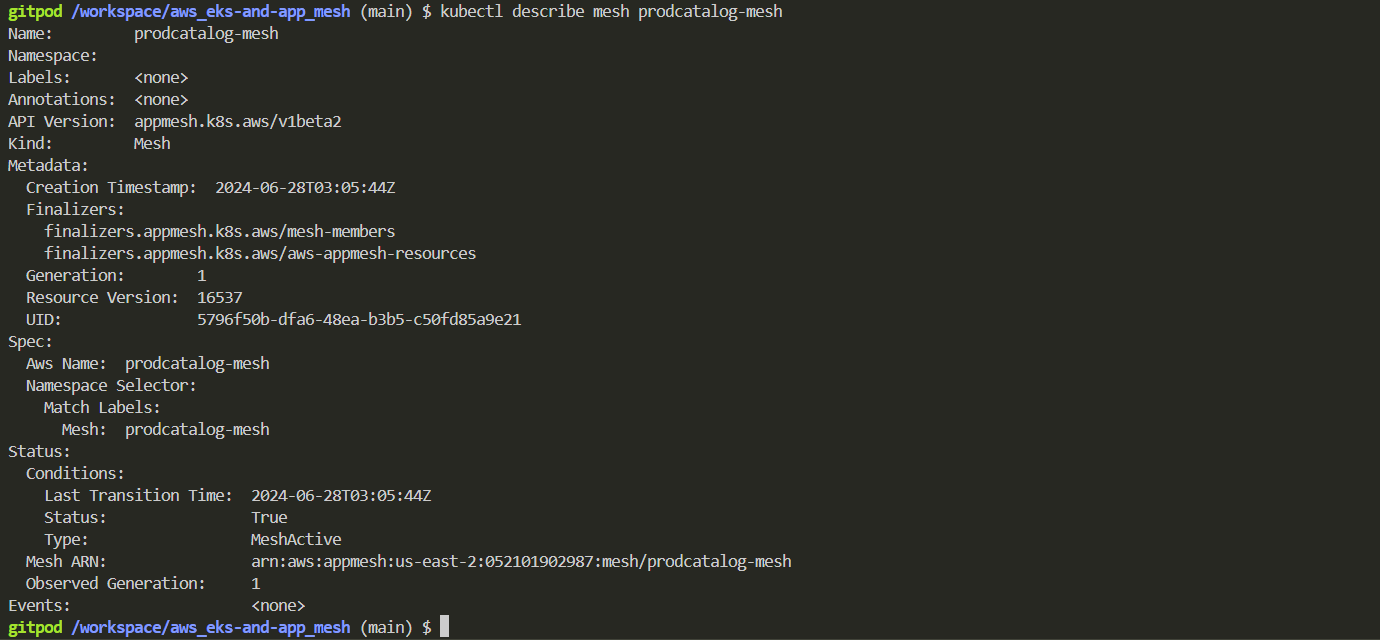 gitpod /workspace/aws_eks-and-app_mesh (main) $ kubectl describe mesh prodcatalog-mesh
Name:         prodcatalog-mesh
Namespace:
Labels:       <none>
Annotations:  <none>
API Version:  appmesh.k8s.aws/v1beta2
Kind:         Mesh
Metadata:
  Creation Timestamp:  2024-06-28T03:05:44Z
  Finalizers:
    finalizers.appmesh.k8s.aws/mesh-members
    finalizers.appmesh.k8s.aws/aws-appmesh-resources
  Generation:        1
  Resource Version:  16537
  UID:               5796f50b-dfa6-48ea-b3b5-c50fd85a9e21
Spec:
  Aws Name:  prodcatalog-mesh
  Namespace Selector:
    Match Labels:
      Mesh:  prodcatalog-mesh
Status:
  Conditions:
    Last Transition Time:  2024-06-28T03:05:44Z
    Status:                True
    Type:                  MeshActive
  Mesh ARN:                arn:aws:appmesh:us-east-2:052101902987:mesh/prodcatalog-mesh
  Observed Generation:     1
Events:                    <none>
gitpod /workspace/aws_eks-and-app_mesh (main) $